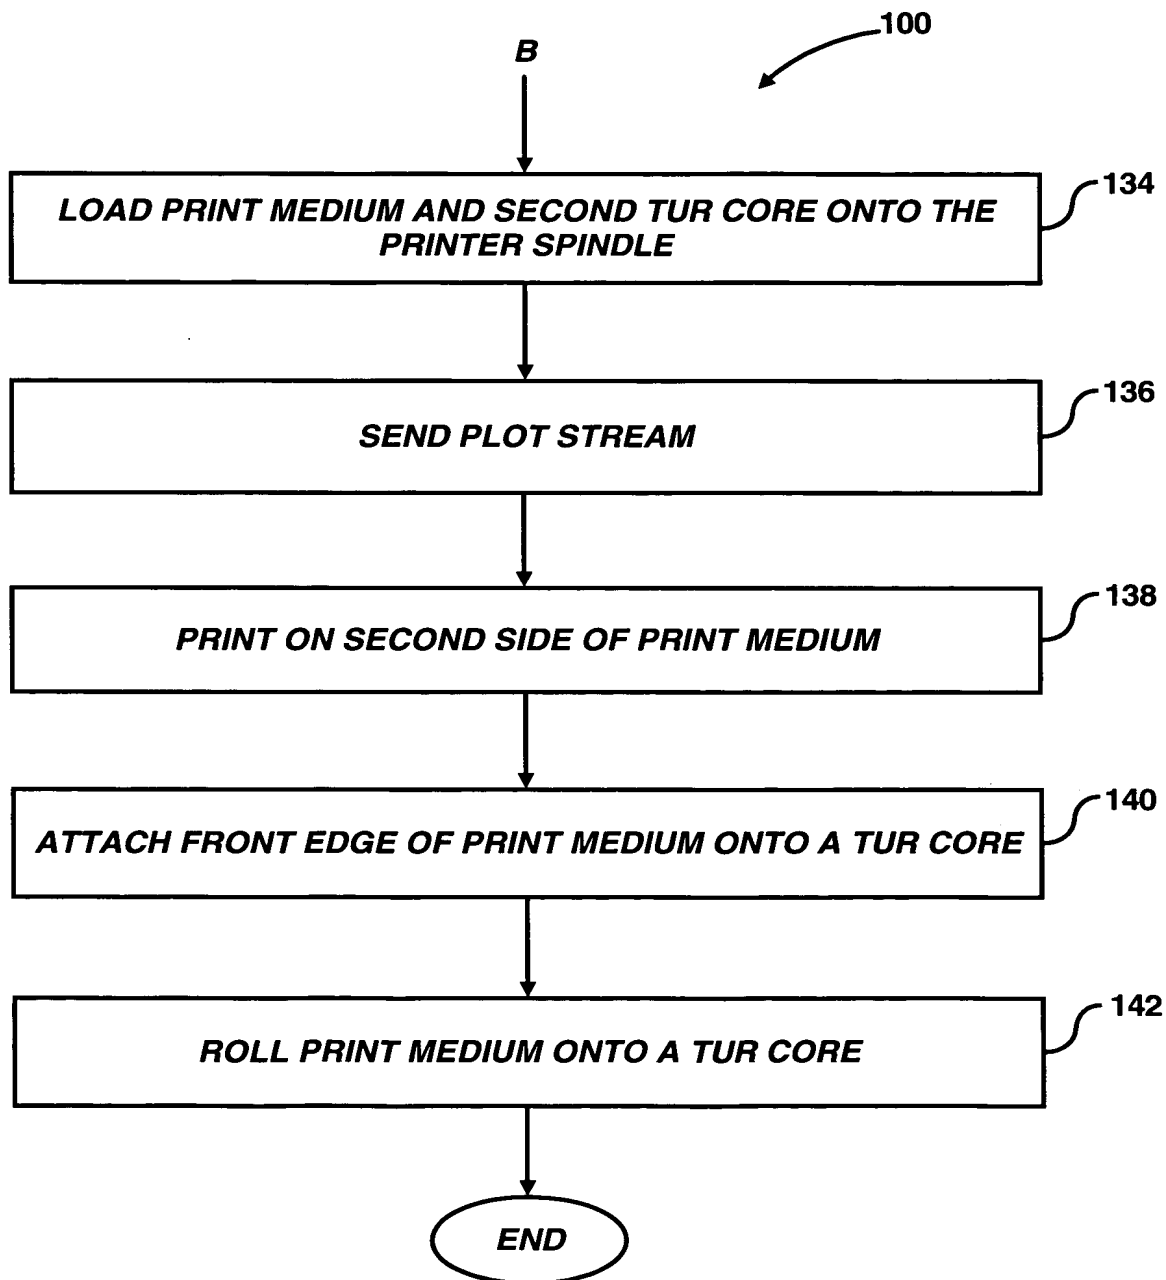 100
B
134
LOAD PRINT MEDIUM AND SECOND TUR CORE ONTO THE
PRINTER SPINDLE
136
SEND PLOT STREAM
138
PRINT ON SECOND SIDE OF PRINT MEDIUM
140
ATTACH FRONT EDGE OF PRINT MEDIUM ONTO A TUR CORE
142
ROLL PRINT MEDIUM ONTO A TUR CORE
END